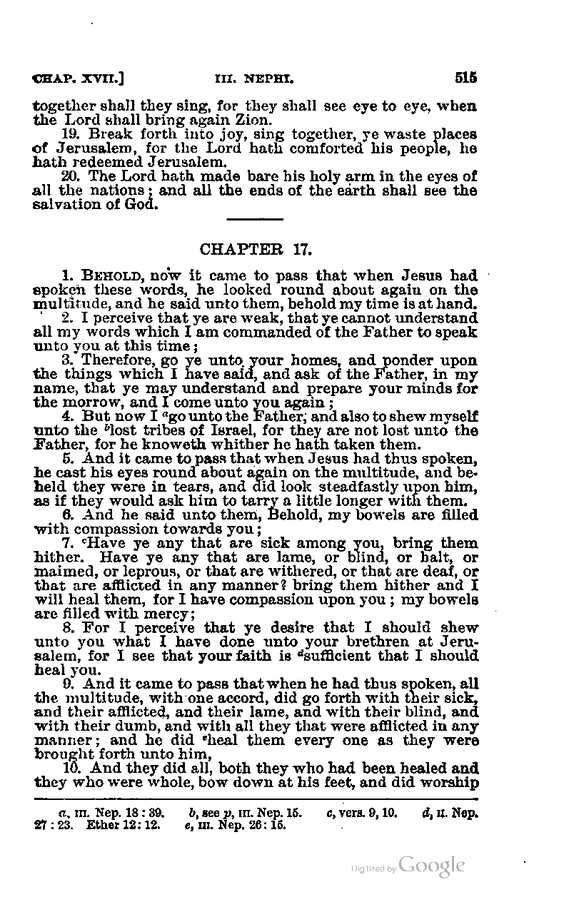 CHAP. XVII.] III. NEPHI. 515
together shall they sing, for they shall see eye to eye, when
the Lord shall bring again Zion.
19. Break forth into joy, sing together, ye waste places
of Jerusalem, for the Lord hath comforted his people, he
hath redeemed Jerusalem.
20. The Lord hath made bare his holy arm in the eyes of
all the nations; and all the ends of the earth shall see the
salvation of God.
CHAPTER 17.
1. BEHOLD, now it came to pass that when Jesus had
spoken these words, he looked round about again on the
multitude, and he said unto them, behold my time is at hand.
2. I perceive that ye are weak, that ye cannot understand
all my words which I am commanded of the Father to speak
unto you at this time;
3. Therefore, go ye unto your homes, and ponder upon
the things which I have said, and ask of the Father, in my
name, that ye may understand and prepare your minds for
the morrow, and I come unto you again;
4. But now I ᵃgo unto the Father, and also to shew myself
unto the ᵇlost tribes of Israel, for they are not lost unto the
Father, for he knoweth whither he hath taken them.
5. And it came to pass that when Jesus had thus spoken,
he cast his eyes round about again on the multitude, and be-
held they were in tears, and did look steadfastly upon him,
as if they would ask him to tarry a little longer with them.
6. And he said unto them, Behold, my bowels are filled
with compassion towards you;
7. ᶜHave ye any that are sick among you, bring them
hither. Have ye any that are lame, or blind, or halt, or
maimed, or leprous, or that are withered, or that are deaf, or
that are afflicted in any manner? bring them hither and I
will heal them, for I have compassion upon you; my bowels
are filled with mercy;
8. For I perceive that ye desire that I should shew
unto you what I have done unto your brethren at Jeru-
salem, for I see that your faith is ᵈsufficient that I should
heal you.
9. And it came to pass that when he had thus spoken, all
the multitude, with one accord, did go forth with their sick,
and their afflicted, and their lame, and with their blind, and
with their dumb, and with all they that were afflicted in any
manner; and he did ᵉheal them every one as they were
brought forth unto him,
10. And they did all, both they who had been healed and
they who were whole, bow down at his feet, and did worship
a, III. Nep. 18:39. b, see p, III. Nep. 15. c, vers. 9, 10. d, II. Nep.
27:23. Ether 12:12. e, III. Nep. 26:15.
Digitized by Google